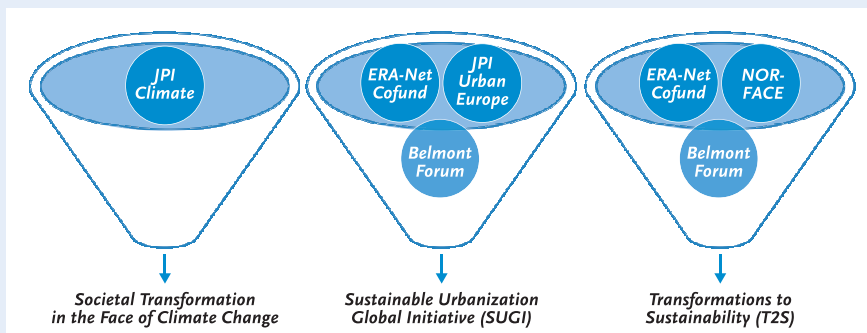 JPI
Climate
ERA-Net
Cofund
JPI
Urban
Europe
Belmont
Forum
ERA-Net
Cofund
NOR-
FACE
Belmont
Forum
Societal Transformation
in the Face of Climate Change
Sustainable Urbanization
Global Initiative (SUGI)
Transformations to
Sustainability (T2S)